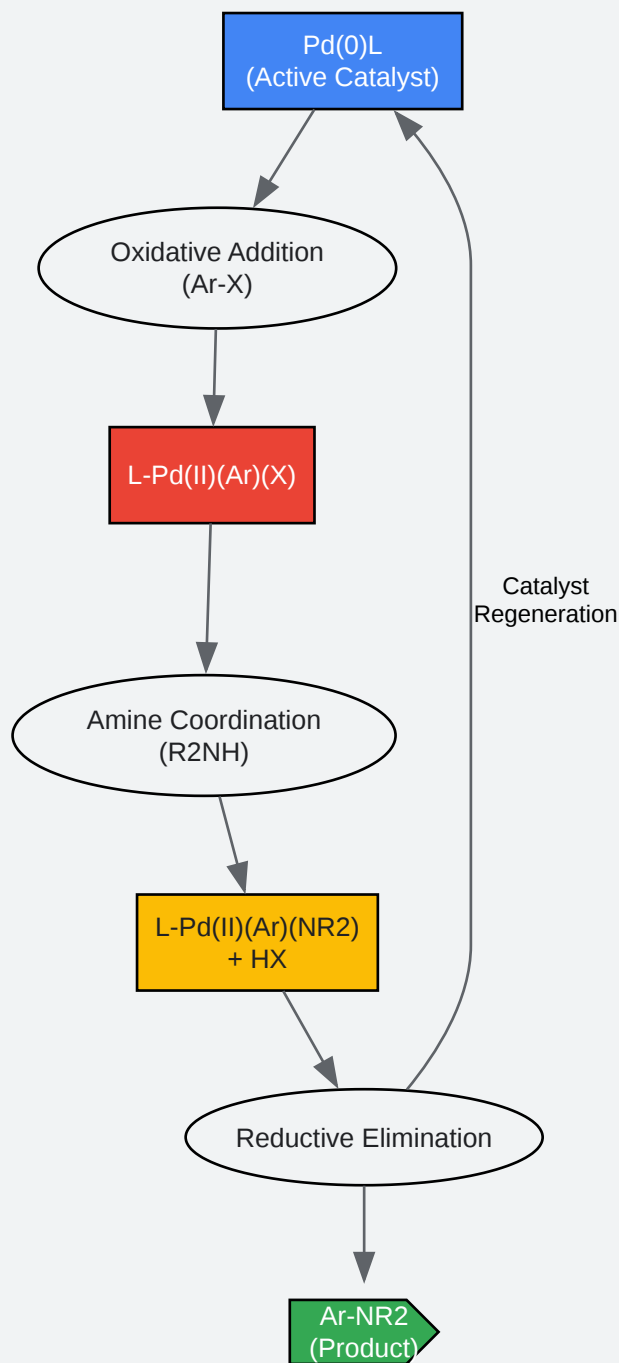 Pd(0)L
(Active Catalyst)
Oxidative Addition
(Ar-X)
L-Pd(II)(Ar)(X)
Catalyst
Regeneration
Amine Coordination
(R2NH)
L-Pd(II)(Ar)(NR2)
+ HX
Reductive Elimination
Ar-NR2
(Product)